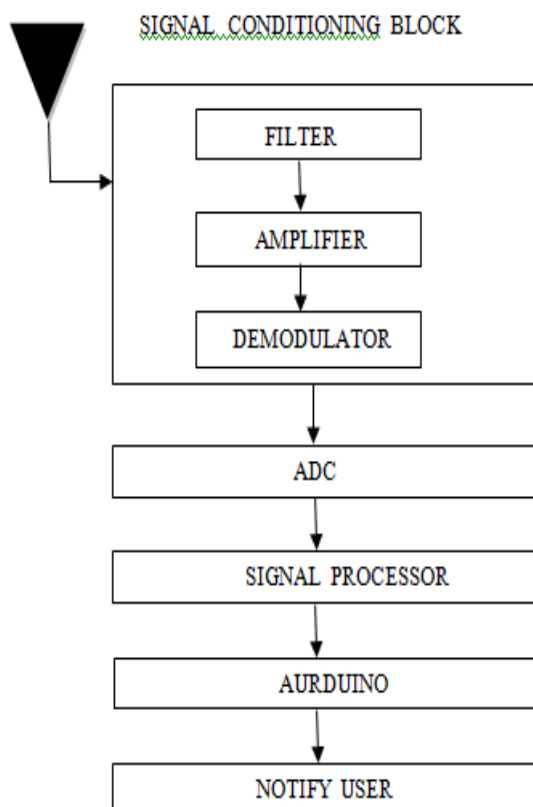 SIGNAL CONDITIONING BLOCK
FILTER
AMPLIFIER
DEMODULATOR
ADC
SIGNAL PROCESSOR
AURDUINO
NOTIFY USER